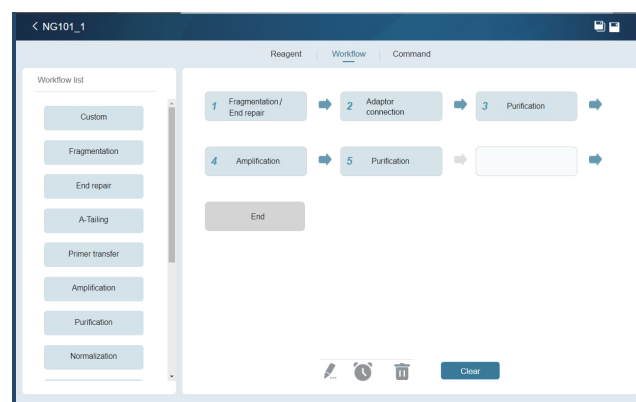 < NG101_1
Reagent Workflow Command
Workflow list
Custom
Fragmentation
End repair
A-Tailing
Primer transfer
Amplification
Purification
Normalization
1 Fragmentation /
End repair
2 Adaptor
connection
3 Purification
4 Amplification
5 Purification
End
Clear